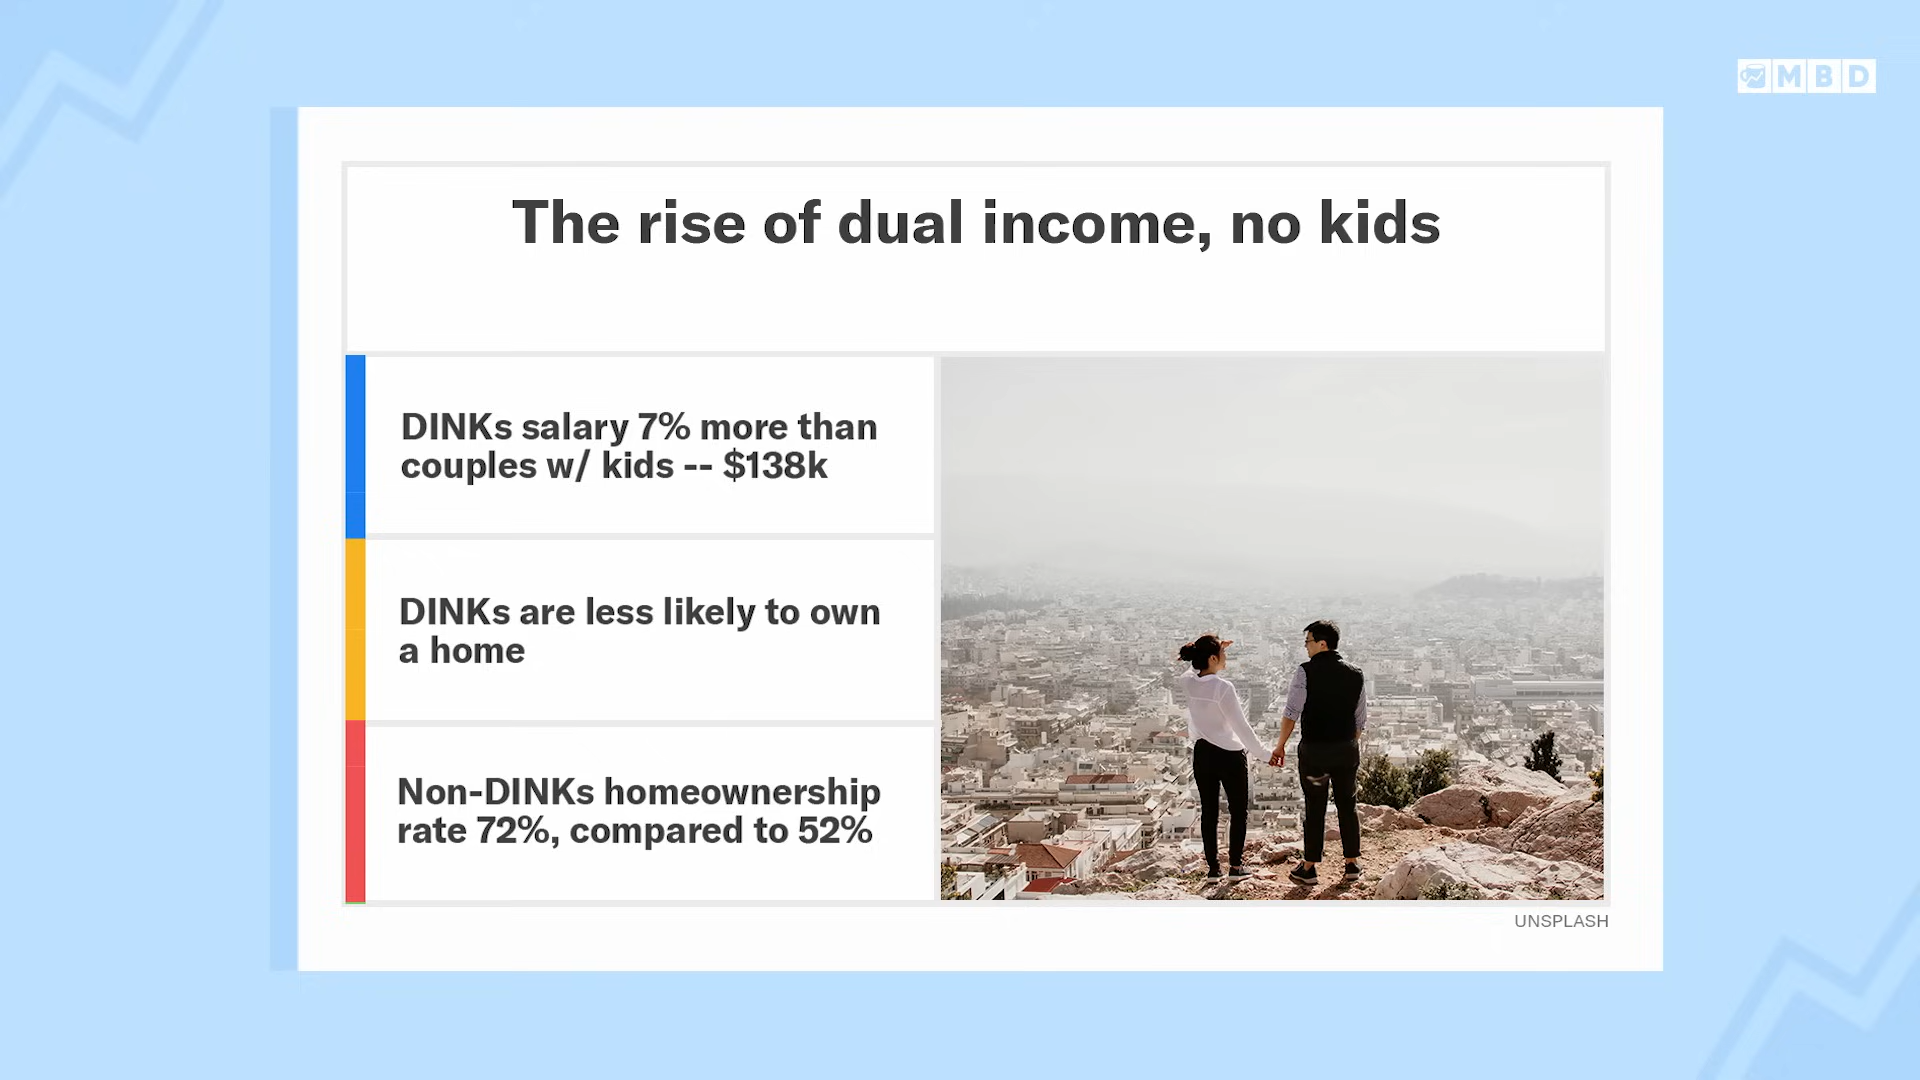 MBD
The rise of dual income, no kids
DINKs salary 7% more than
couples w/ kids -- $138k
DINKs are less likely to own
a home
Non-DINKs homeownership
rate 72%, compared to 52%
UNSPLASH